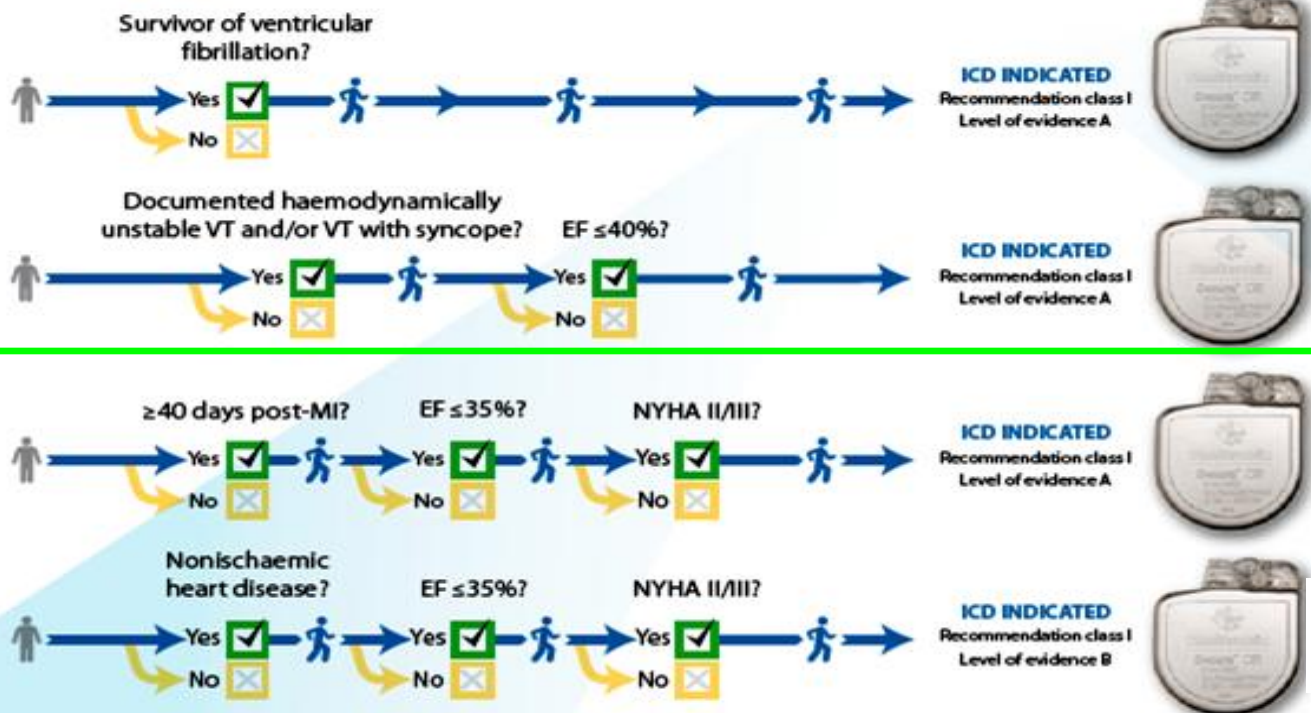 Survivor of ventricular
fibrillation?
Yes
No
ICD INDICATED
Recommendation class I
Level of evidence A
Documented haemodynamically
unstable VT and/or VT with syncope?
EF ≤40%?
Yes
No
Yes
No
ICD INDICATED
Recommendation class I
Level of evidence A
≥40 days post-MI?
EF ≤35%?
NYHA II/III?
Yes
No
Yes
No
Yes
No
ICD INDICATED
Recommendation class I
Level of evidence A
Nonischaemic
heart disease?
EF ≤35%?
NYHA II/III?
Yes
No
Yes
No
Yes
No
ICD INDICATED
Recommendation class I
Level of evidence B